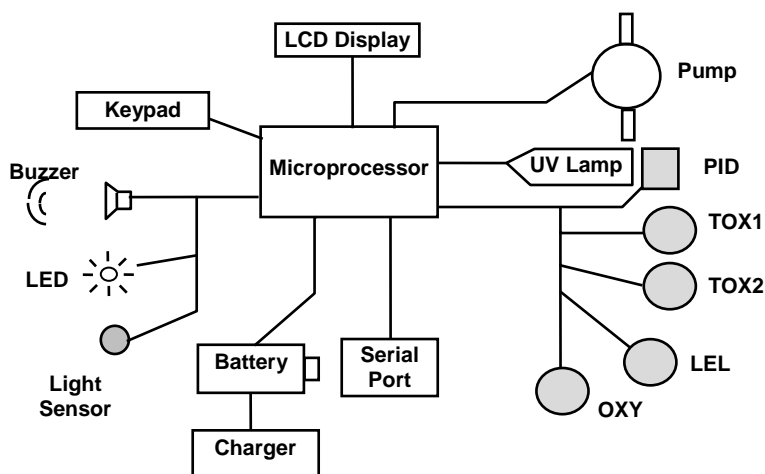 LCD Display
Pump
Keypad
Microprocessor
UV Lamp
PID
Buzzer
TOX1
LED
TOX2
Battery
Serial
Port
LEL
Light
Sensor
OXY
Charger